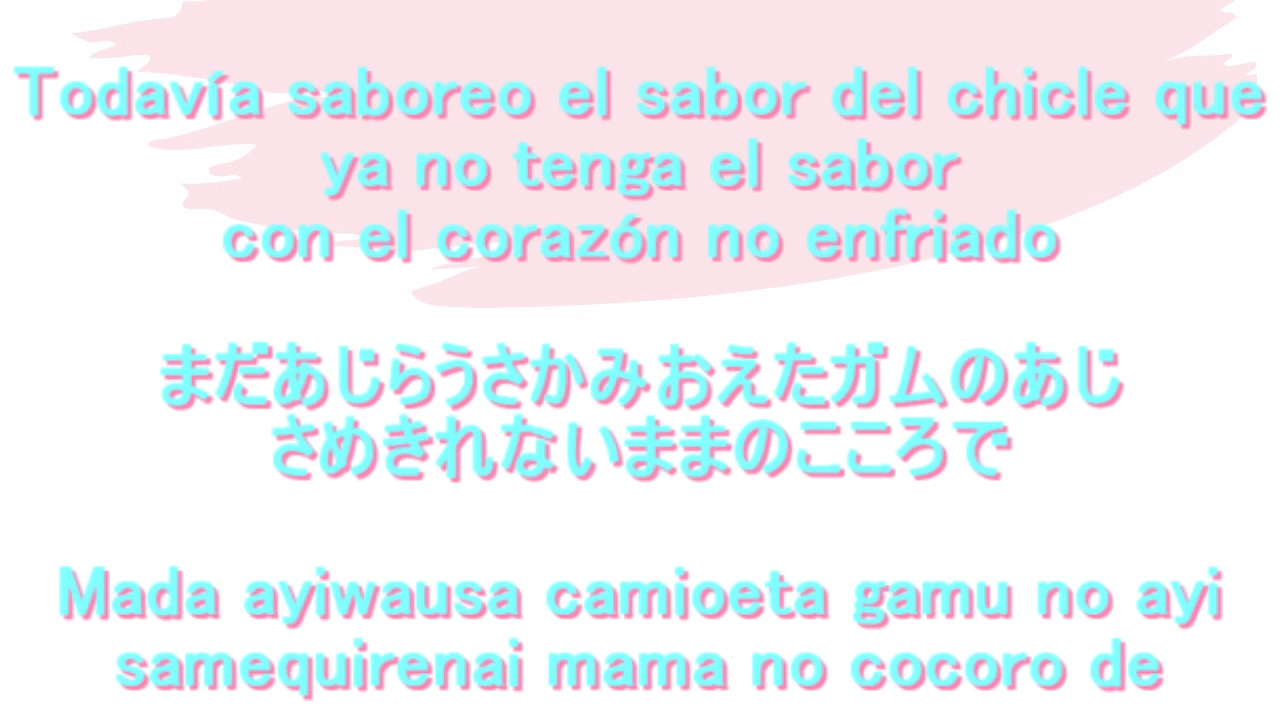 Todavía saboreo el sabor del chicle que
ya no tenga el sabor
con el corazón no enfriado
まだあじらうさかみおえたガムのあじ
さめきれないままのこころで
Mada ayiwausa camioeta gamu no ayi
samequirenai mama no cocoro de